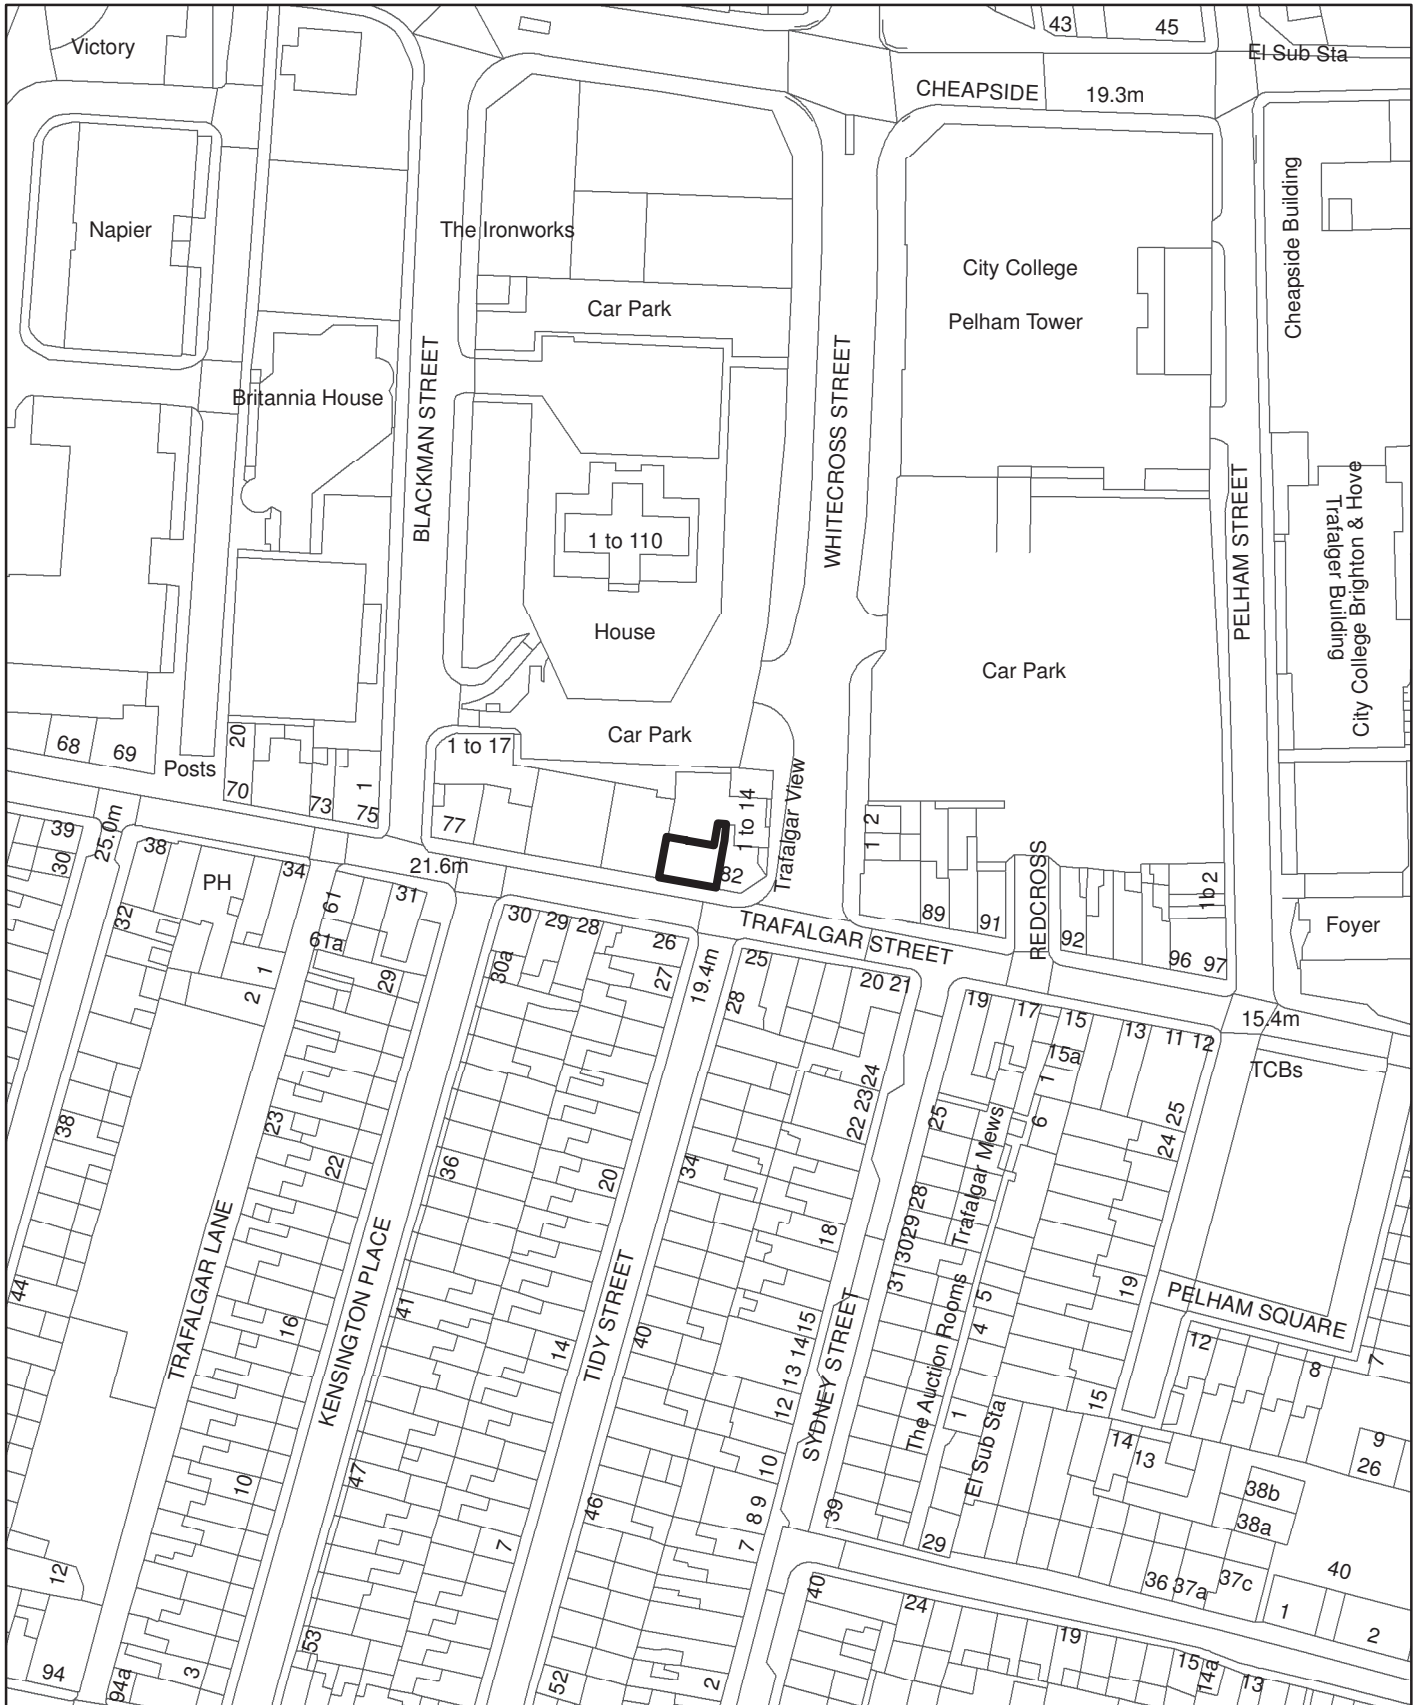 Victory
43
45
El Sub Sta
CHEAPSIDE
19.3m
Napier
The Ironworks
City College
Pelham Tower
Cheapside Building
Car Park
Britannia House
BLACKMAN STREET
WHITECROSS STREET
PELHAM STREET
1 to 110
House
Car Park
Trafalger Building
City College Brighton & Hove
68
69
Posts
20
70
73
1
75
1 to 17
77
Car Park
1 to 14
82
Trafalgar View
2
1
89
91
REDCROSS
92
96
97
1b 2
Foyer
39
30
25.0m
38
PH
34
32
61
31
61a
29
1
2
21.6m
30
29
28
26
30a
27
19.4m
TRAFALGAR STREET
25
28
20 21
19
17
15
15a
1
13
11
12
15.4m
TCBs
38
23
22
36
20
34
24
23
22
25
Trafalgar Mews
6
25
24
28
29
30
31
18
19
44
TRAFALGAR LANE
KENSINGTON PLACE
TIDY STREET
SYDNEY STREET
The Auction Rooms
PELHAM SQUARE
16
41
14
40
15
14
13
12
5
4
1
El Sub Sta
15
12
8
7
14
13
9
26
10
47
46
10
9
8
7
7
39
29
38b
38a
36
37a
37c
40
1
2
12
94
94a
3
53
52
2
40
24
19
15
14a
13